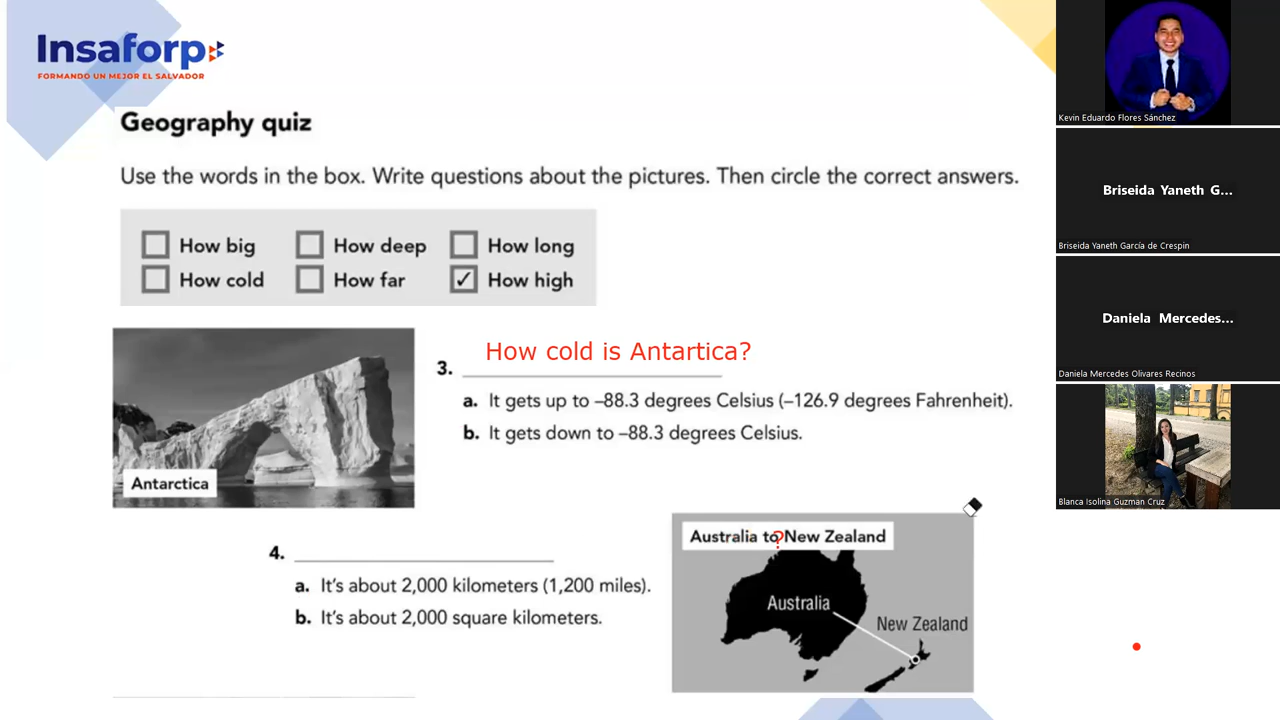 Insaforp
FORMANDO UN MEJOR EL SALVADOR
Geography quiz
Use the words in the box. Write questions about the pictures. Then circle the correct answers.
How big How deep How long
How cold How far ✓ How high
Antarctica
3. How cold is Antartica?
a. It gets up to –88.3 degrees Celsius (–126.9 degrees Fahrenheit).
b. It gets down to –88.3 degrees Celsius.
4.
a. It's about 2,000 kilometers (1,200 miles).
b. It's about 2,000 square kilometers.
Australia to New Zealand
?
Australia
New Zealand
Kevin Eduardo Flores Sánchez
Briseida Yaneth G...
Briseida Yaneth García de Crespin
Daniela Mercedes...
Daniela Mercedes Olivares Recinos
Blanca Isolina Guzman Cruz